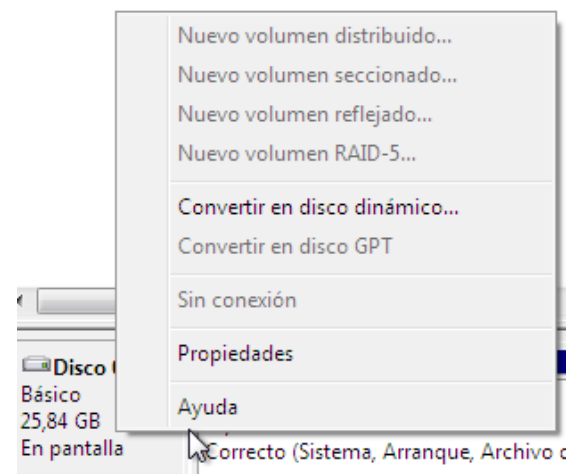 Nuevo volumen distribuido...
Nuevo volumen seccionado...
Nuevo volumen reflejado...
Nuevo volumen RAID-5...
Convertir en disco dinámico...
Convertir en disco GPT
Sin conexión
Propiedades
Ayuda
Disco
Básico
25,84 GB
En pantalla
Correcto (Sistema, Arranque, Archivo